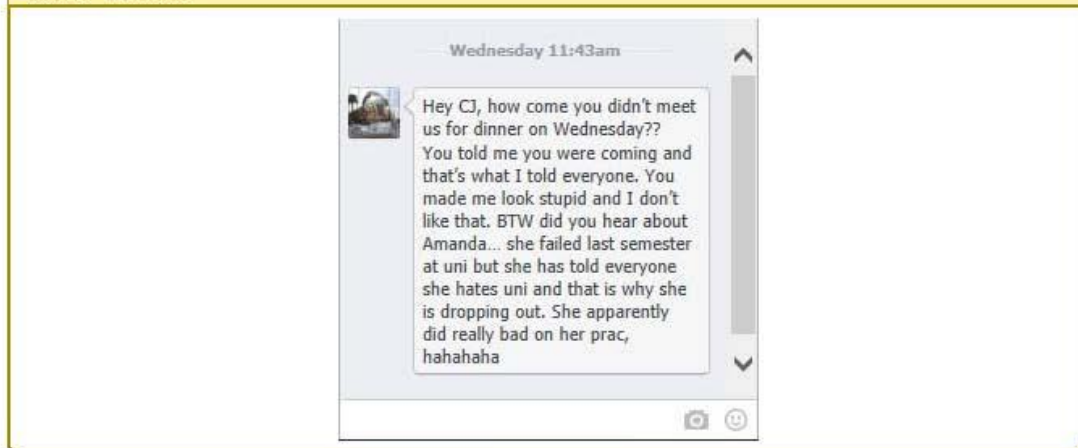 Wednesday 11:43am
Hey CJ, how come you didn't meet
us for dinner on Wednesday??
You told me you were coming and
that's what I told everyone. You
made me look stupid and I don't
like that. BTW did you hear about
Amanda... she failed last semester
at uni but she has told everyone
she hates uni and that is why she
is dropping out. She apparently
did really bad on her prac,
hahahaha